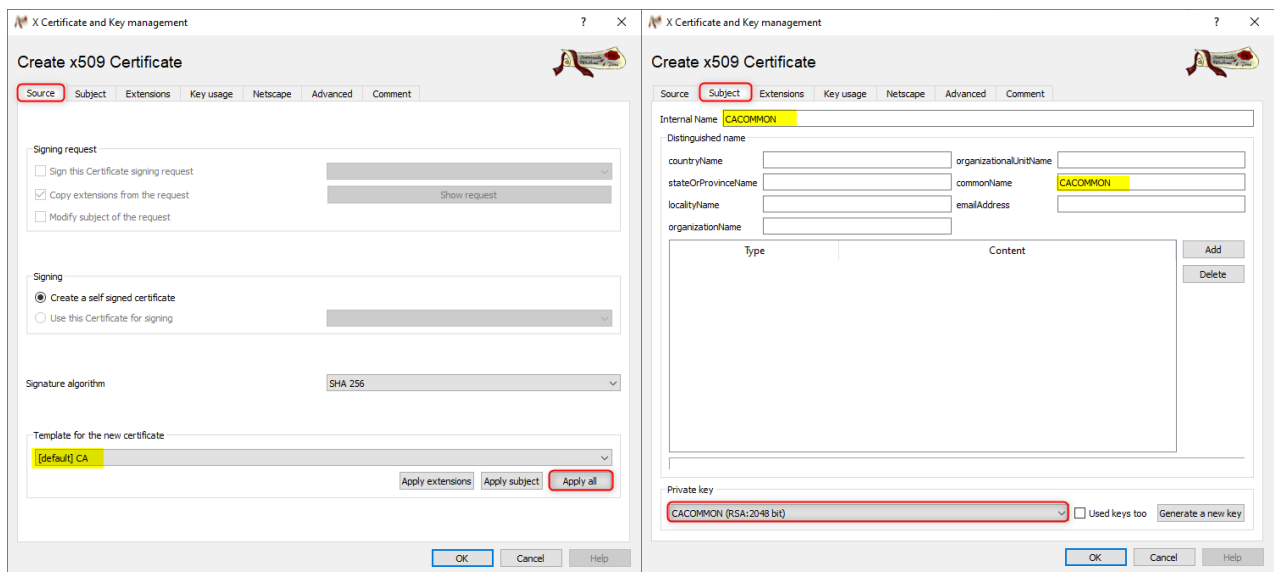 X Certificate and Key management
Create x509 Certificate
Source Subject Extensions Key usage Netscape Advanced Comment
Signing request
Sign this Certificate signing request
Copy extensions from the request Show request
Modify subject of the request
Signing
Create a self signed certificate
Use this Certificate for signing
Signature algorithm SHA 256
Template for the new certificate
[default] CA
Apply extensions Apply subject Apply all
OK Cancel Help
X Certificate and Key management
Create x509 Certificate
Source Subject Extensions Key usage Netscape Advanced Comment
Internal Name CACOMMON
Distinguished name
countryName organizationalUnitName
stateOrProvinceName commonName CACOMMON
localityName emailAddress
organizationName
Type Content Add
Delete
Private key
CACOMMON (RSA:2048 bit) Used keys too Generate a new key
OK Cancel Help